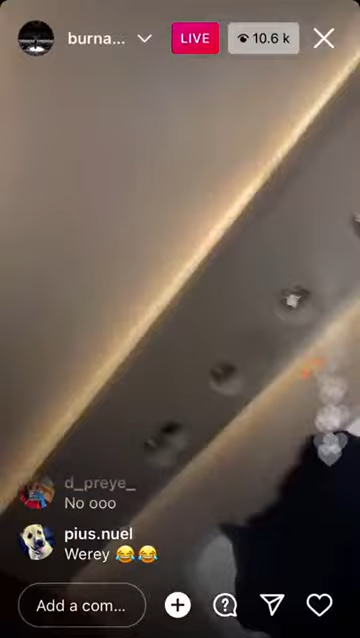 burna...
LIVE
10.6 k
d_preye_
No ooo
pius.nuel
Werey 😂😂
Add a com...